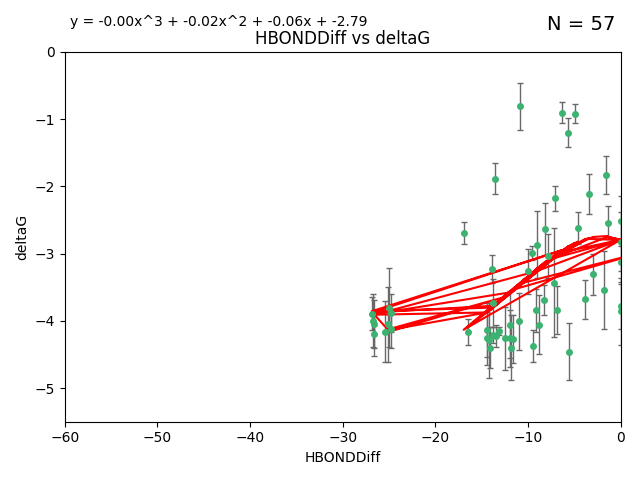 y = -0.00x^3 + -0.02x^2 + -0.06x + -2.79
N = 57
HBONDDiff vs deltaG
0
−1
−2
−3
−4
−5
deltaG
−60 −50 −40 −30 −20 −10 0
HBONDDiff